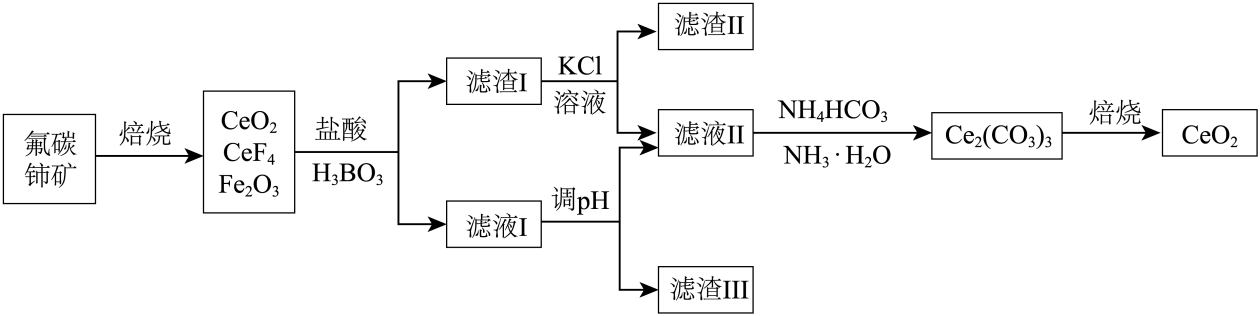 氟碳
铈矿
焙烧
CeO₂
CeF₄
Fe₂O₃
盐酸
H₃BO₃
滤渣I
KCl
溶液
滤渣II
滤液I
调pH
滤液II
滤渣III
NH₄HCO₃
NH₃·H₂O
Ce₂(CO₃)₃
焙烧
CeO₂